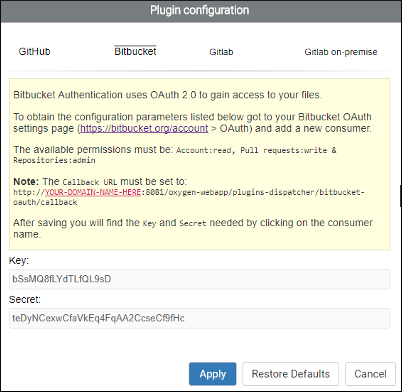 Plugin configuration
GitHub Bitbucket Gitlab Gitlab on-premise
Bitbucket Authentication uses OAuth 2.0 to gain access to your files.
To obtain the configuration parameters listed below got to your Bitbucket OAuth
settings page (https://bitbucket.org/account > OAuth) and add a new consumer.
The available permissions must be: Account:read, Pull requests:write &
Repositories:admin
Note: The Callback URL must be set to:
http://YOUR-DOMAIN-NAME-HERE:8081/oxygen-webapp/plugins-dispatcher/bitbucket-
oauth/callback
After saving you will find the Key and Secret needed by clicking on the consumer
name.
Key:
bSsMQ8fLYdTLfQL9sD
Secret:
teDyNCexwCfaVkEq4FqAA2CcseCf9fHc
Apply Restore Defaults Cancel